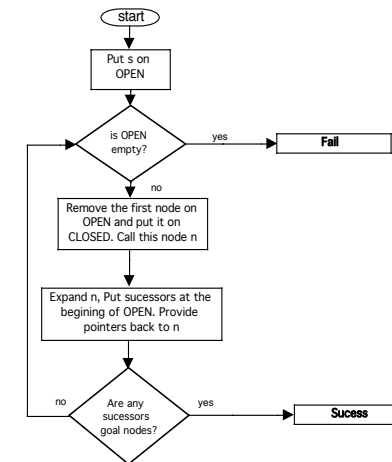 start
Put s on
OPEN
is OPEN
empty?
yes
Fail
no
Remove the first node on
OPEN and put it on
CLOSED. Call this node n
Expand n, Put sucessors at the
begining of OPEN. Provide
pointers back to n
no
Are any
sucessors
goal nodes?
yes
Sucess